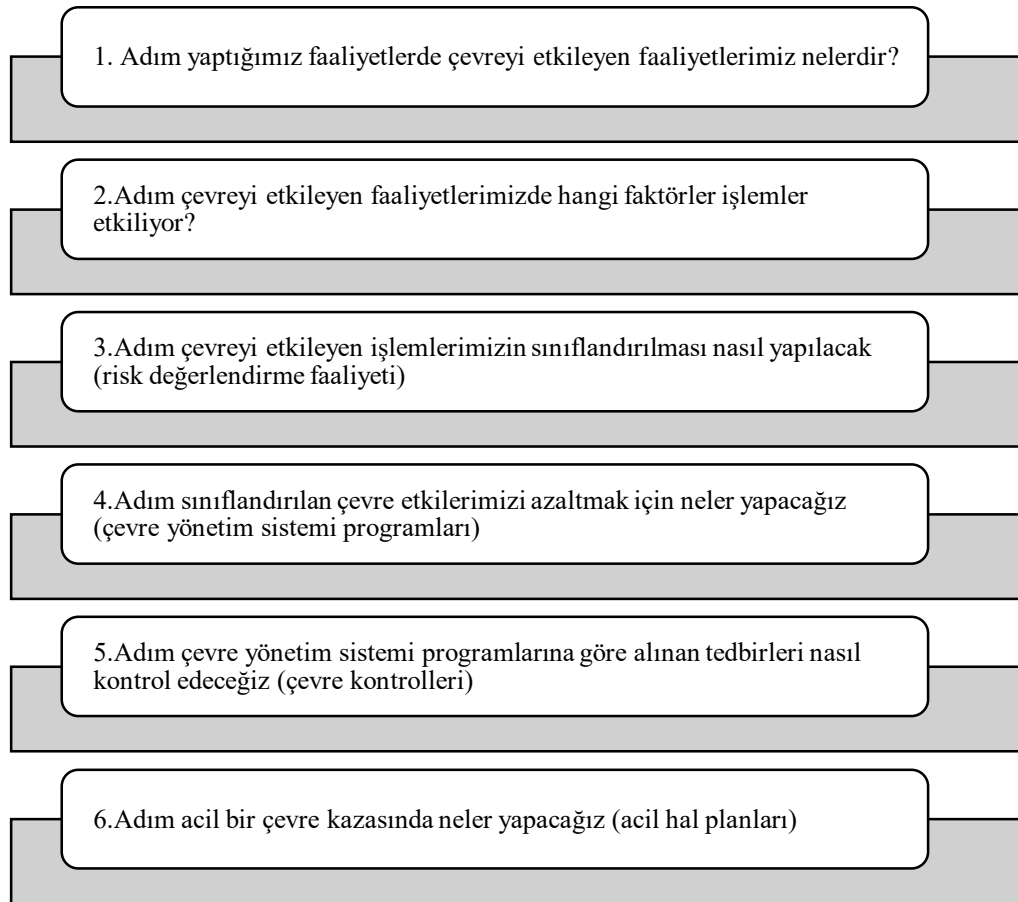 1. Adım yaptığımız faaliyetlerde çevreyi etkileyen faaliyetlerimiz nelerdir?
2.Adım çevreyi etkileyen faaliyetlerimizde hangi faktörler işlemler
etkiliyor?
3.Adım çevreyi etkileyen işlemlerimizin sınıflandırılması nasıl yapılacak
(risk değerlendirme faaliyeti)
4.Adım sınıflandırılan çevre etkilerimizi azaltmak için neler yapacağız
(çevre yönetim sistemi programları)
5.Adım çevre yönetim sistemi programlarına göre alınan tedbirleri nasıl
kontrol edeceğiz (çevre kontrolleri)
6.Adım acil bir çevre kazasında neler yapacağız (acil hal planları)